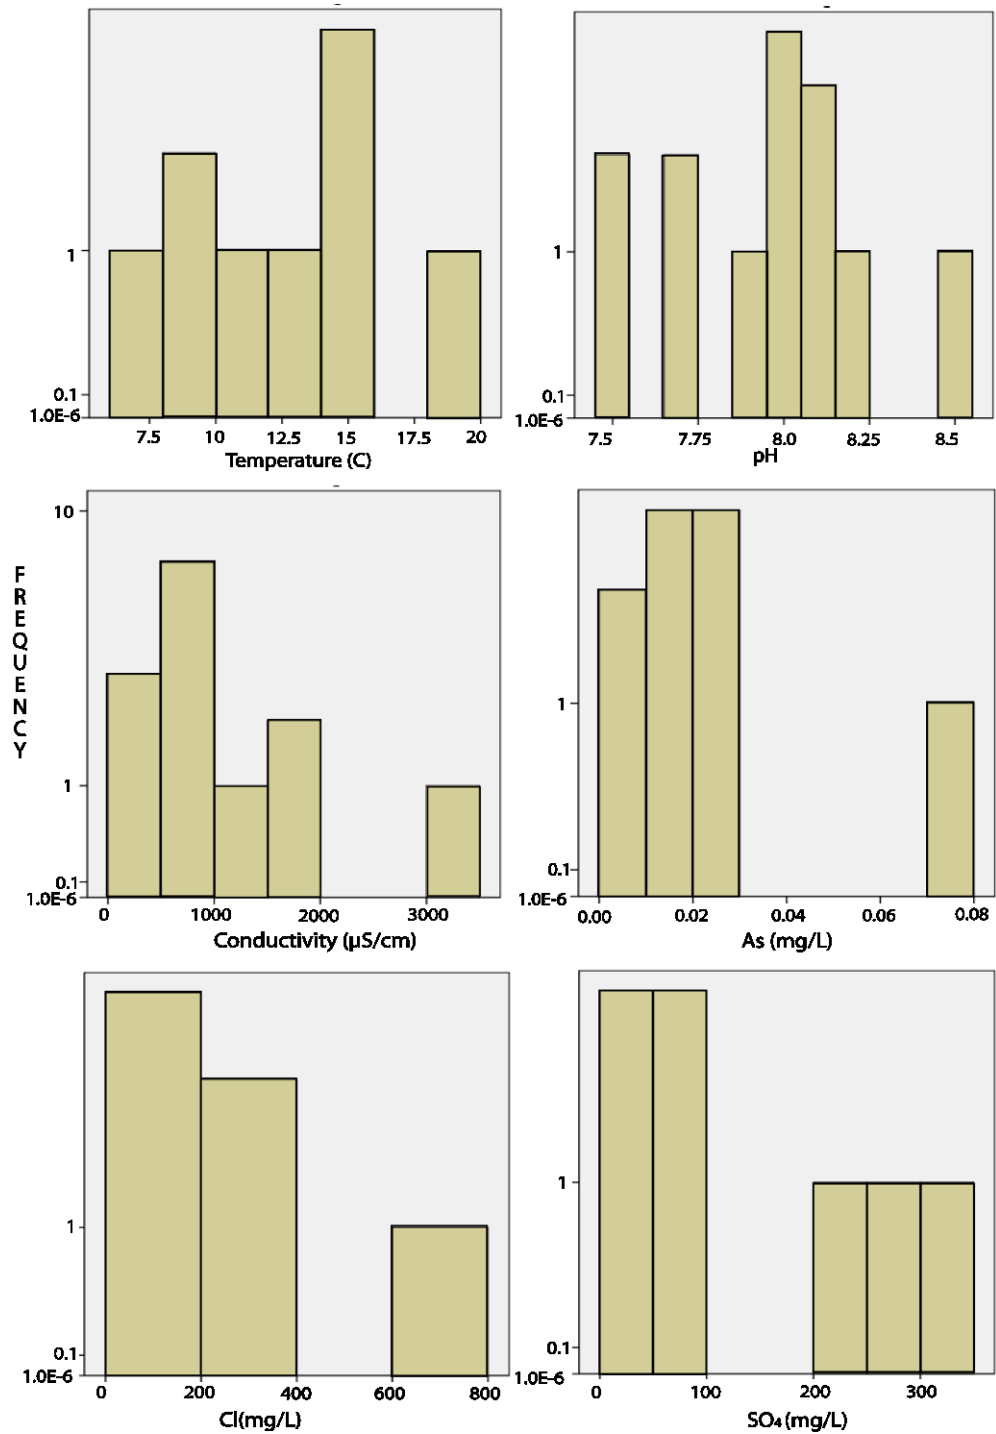 1
0.1
1.0E-6
7.5 10 12.5 15 17.5 20
Temperature (C)
1
0.1
1.0E-6
7.5 7.75 8.0 8.25 8.5
pH
FREQUENCY
10
1
0.1
1.0E-6
0 1000 2000 3000
Conductivity (µS/cm)
1
0.1
1.0E-6
0.00 0.02 0.04 0.06 0.08
As (mg/L)
1
0.1
1.0E-6
0 200 400 600 800
Cl(mg/L)
1
0.1
1.0E-6
0 100 200 300
SO₄ (mg/L)